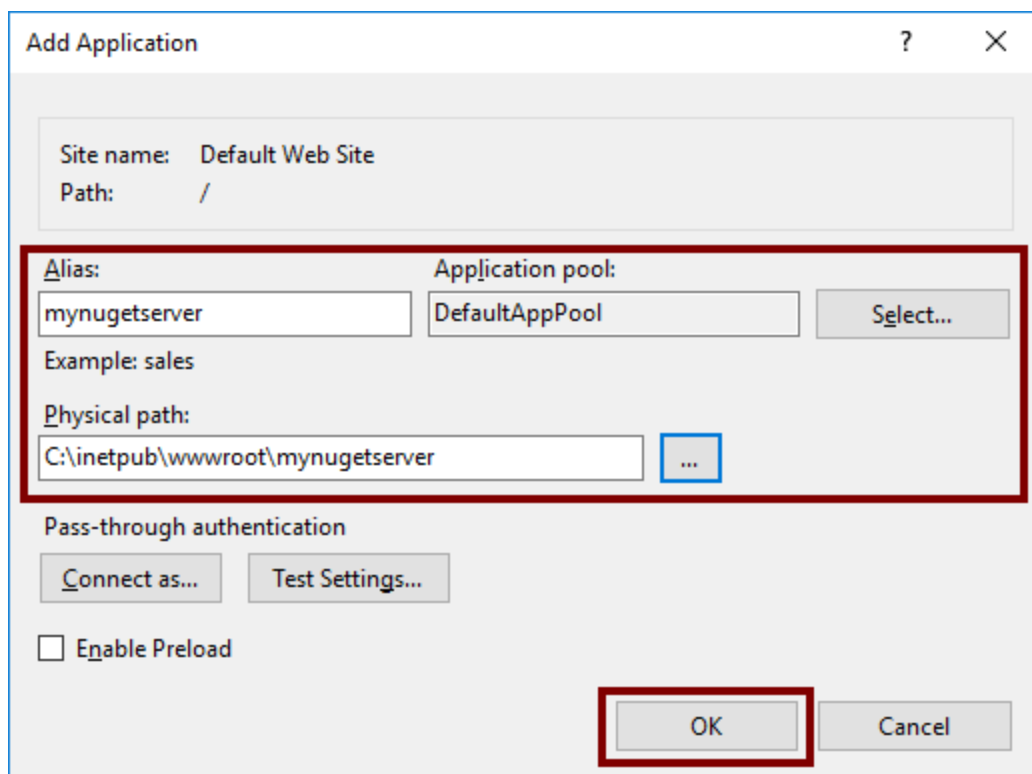 Add Application
?
Site name: Default Web Site
Path: /
Alias: Application pool:
mynugetserver DefaultAppPool Select...
Example: sales
Physical path:
C:\inetpub\wwwroot\mynugetserver ...
Pass-through authentication
Connect as... Test Settings...
Enable Preload
OK Cancel